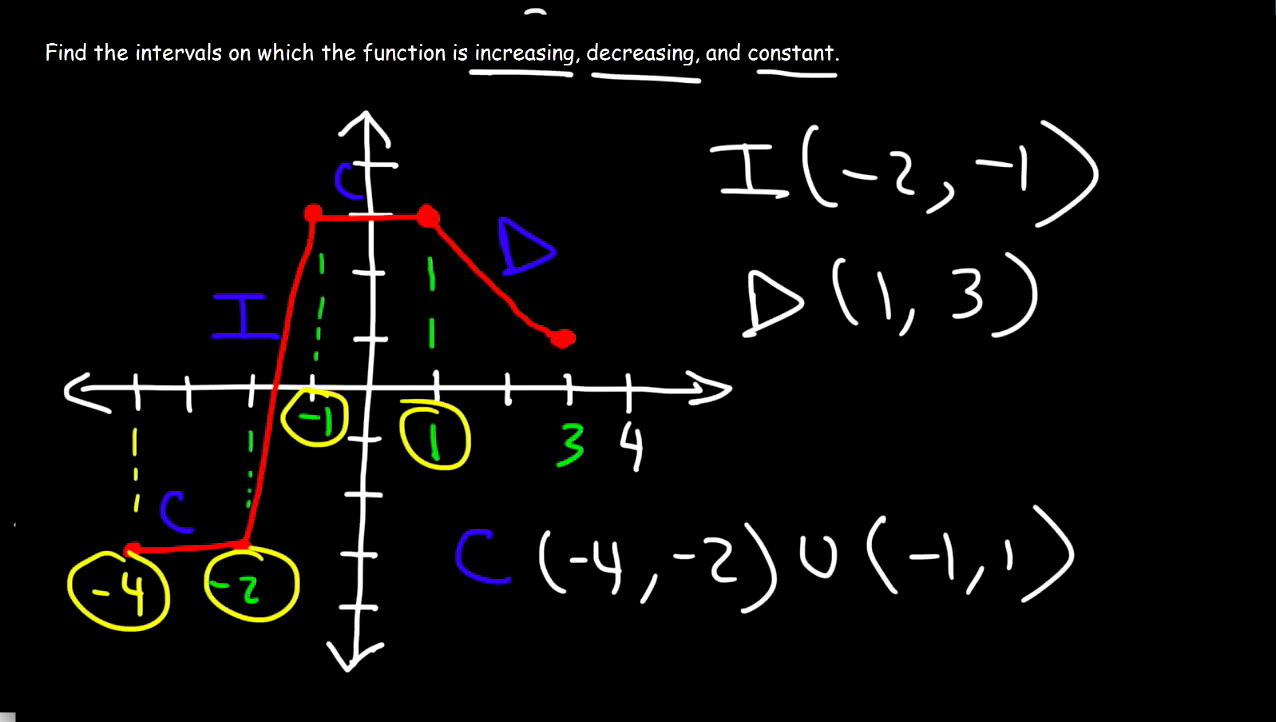 Find the intervals on which the function is increasing, decreasing, and constant.
C
I (-2, -1)
D
D (1, 3)
I
-1
1
3
4
C
C (-4, -2) ∪ (-1, 1)
-4
-2